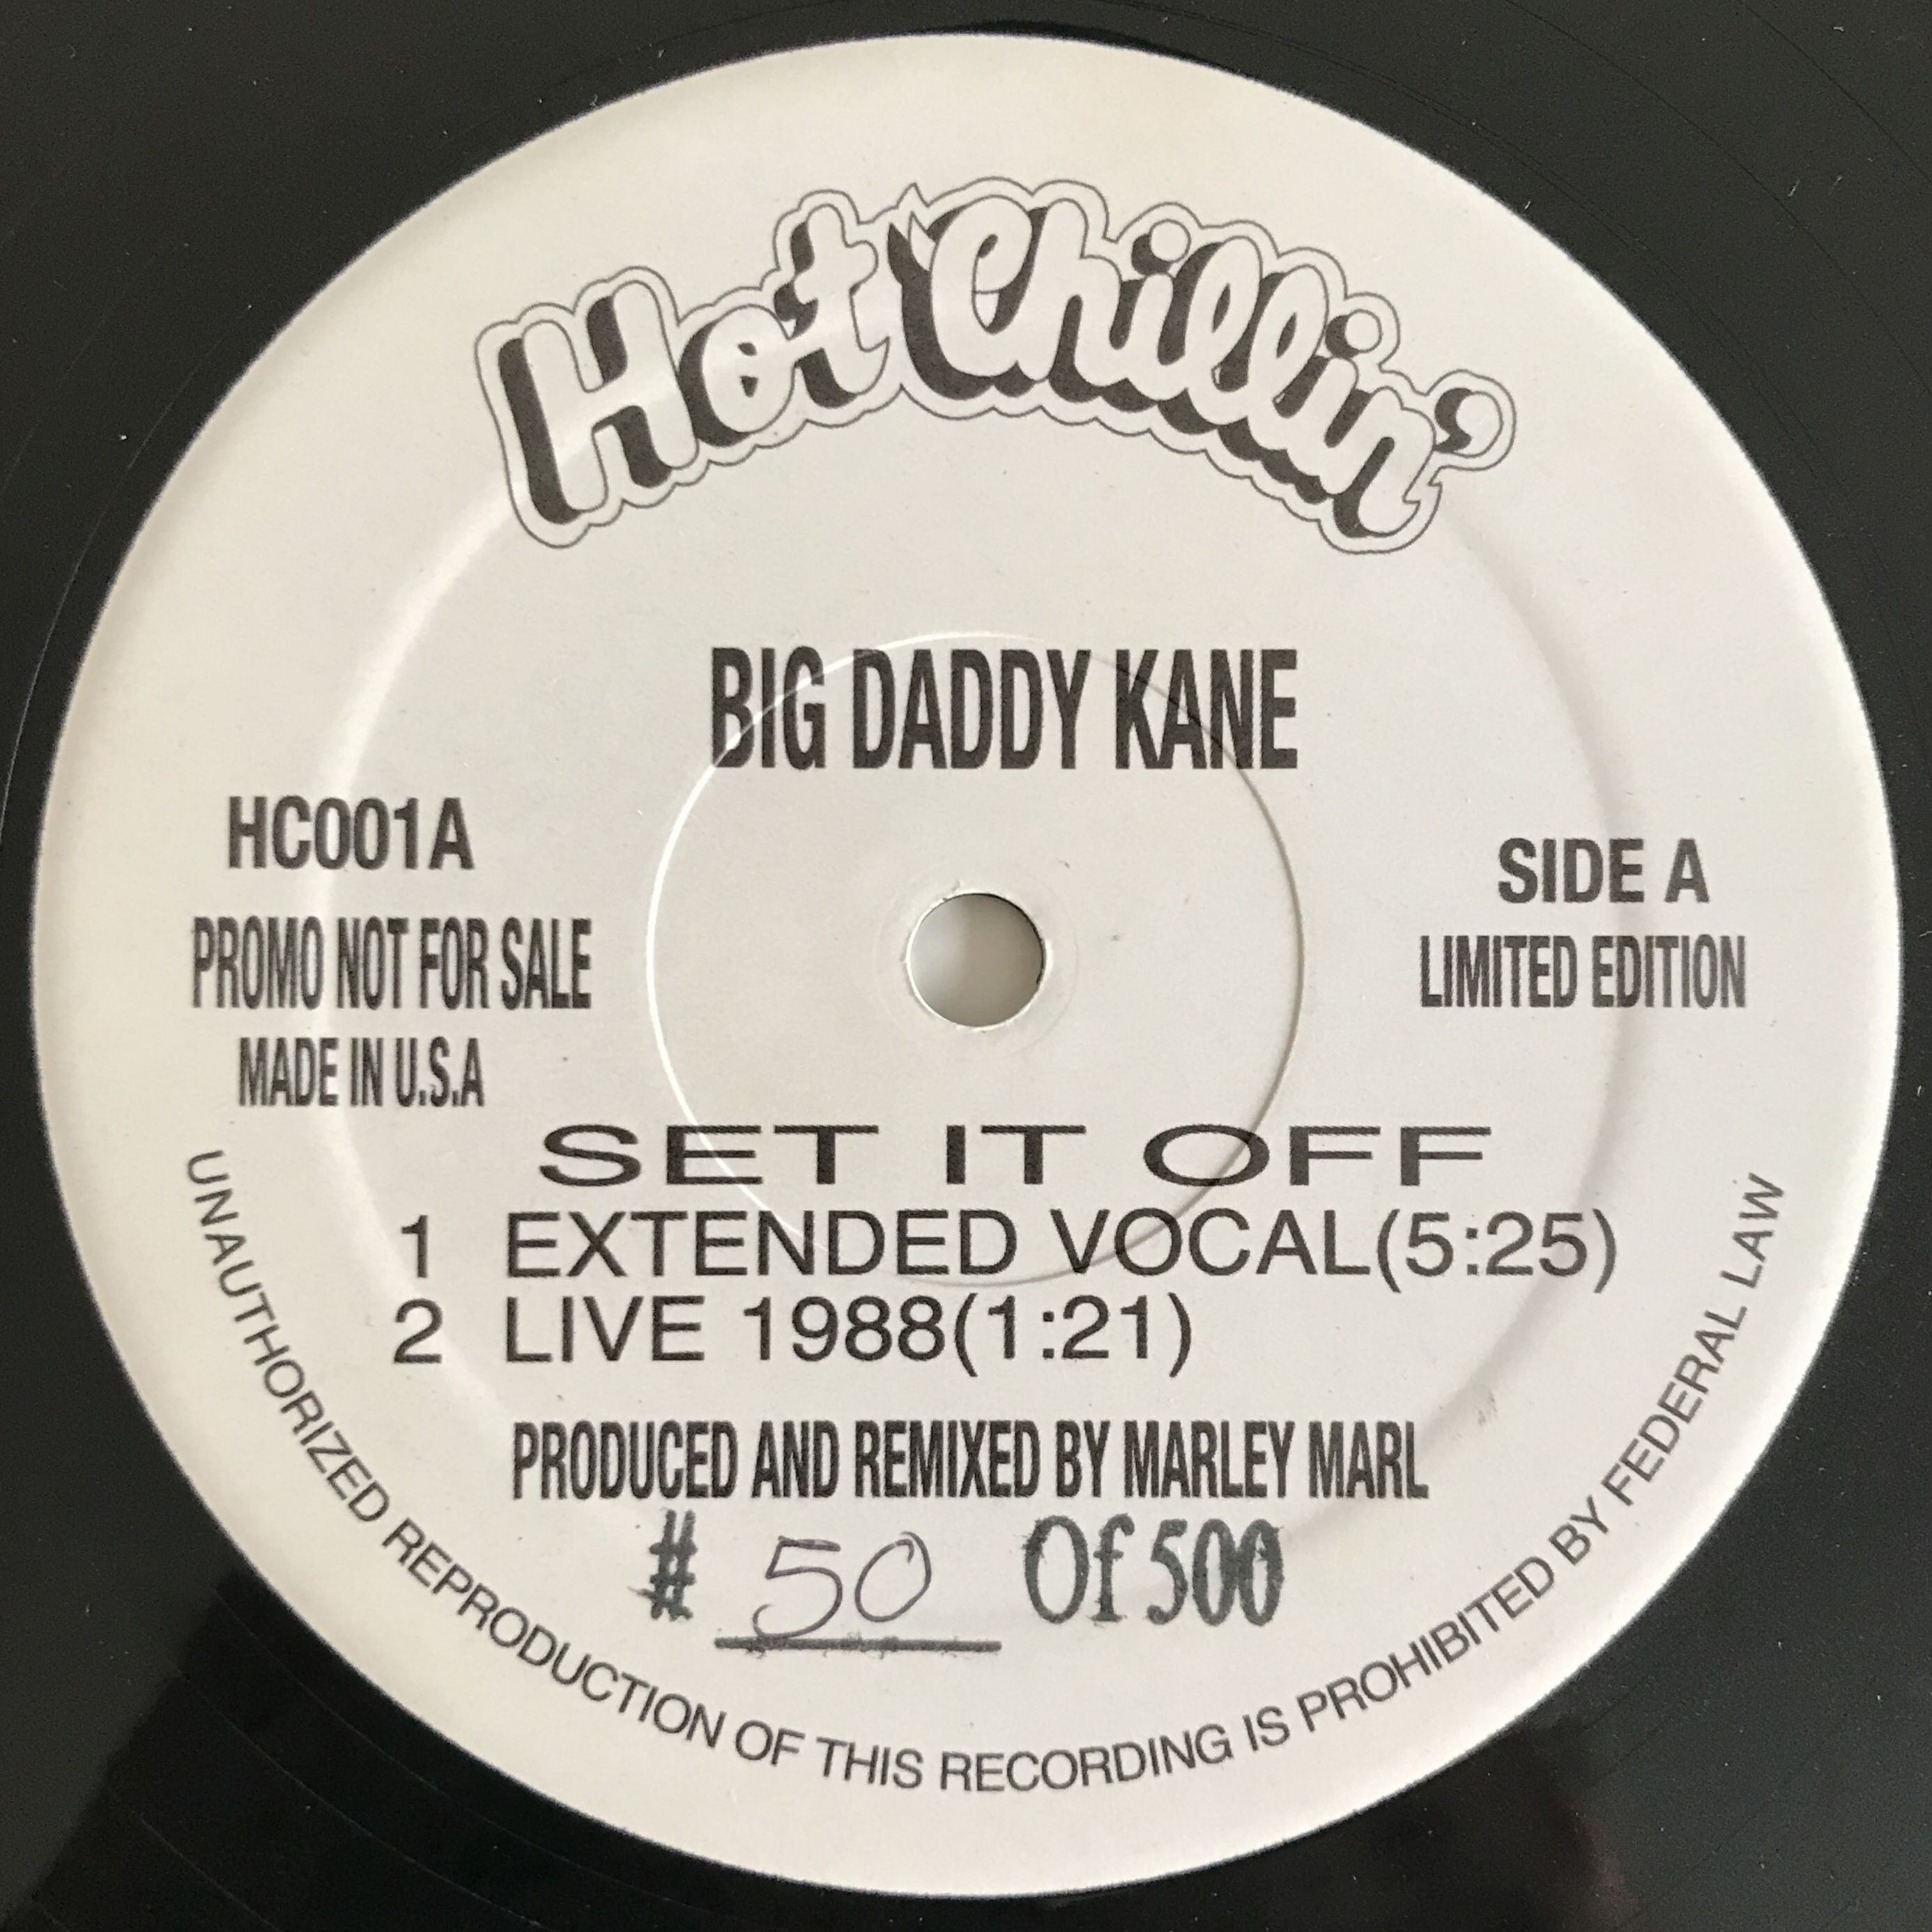 Hot Chillin'
BIG DADDY KANE
HC001A
PROMO NOT FOR SALE
MADE IN U.S.A
SIDE A
LIMITED EDITION
SET IT OFF
1 EXTENDED VOCAL(5:25)
2 LIVE 1988(1:21)
PRODUCED AND REMIXED BY MARLEY MARL
# 50 Of 500
UNAUTHORIZED REPRODUCTION OF THIS RECORDING IS PROHIBITED BY FEDERAL LAW